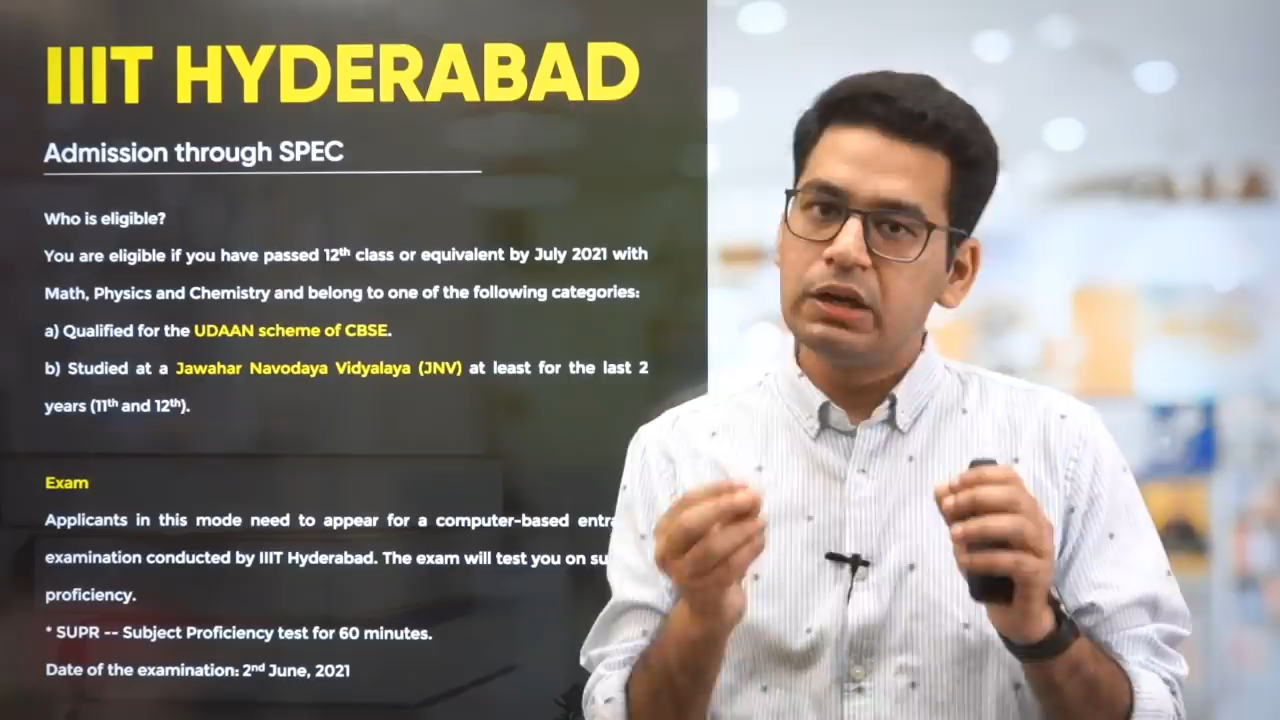 IIIT HYDERABAD
Admission through SPEC
Who is eligible?
You are eligible if you have passed 12th class or equivalent by July 2021 with
Math, Physics and Chemistry and belong to one of the following categories:
a) Qualified for the UDAAN scheme of CBSE.
b) Studied at a Jawahar Navodaya Vidyalaya (JNV) at least for the last 2
years (11th and 12th).
Exam
Applicants in this mode need to appear for a computer-based
examination conducted by IIIT Hyderabad. The exam will test you on
proficiency.
* SUPR -- Subject Proficiency test for 60 minutes.
Date of the examination: 2nd June, 2021